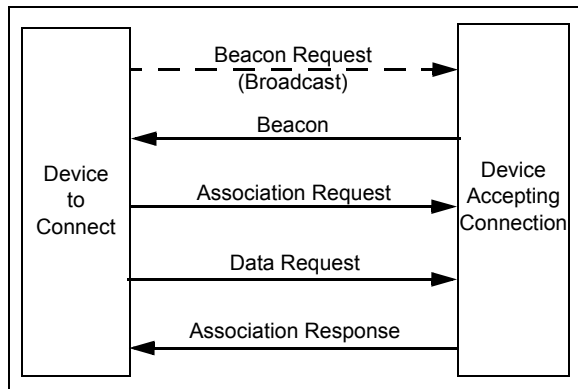 Beacon Request
(Broadcast)
Beacon
Device
to
Connect
Device
Accepting
Connection
Association Request
Data Request
Association Response